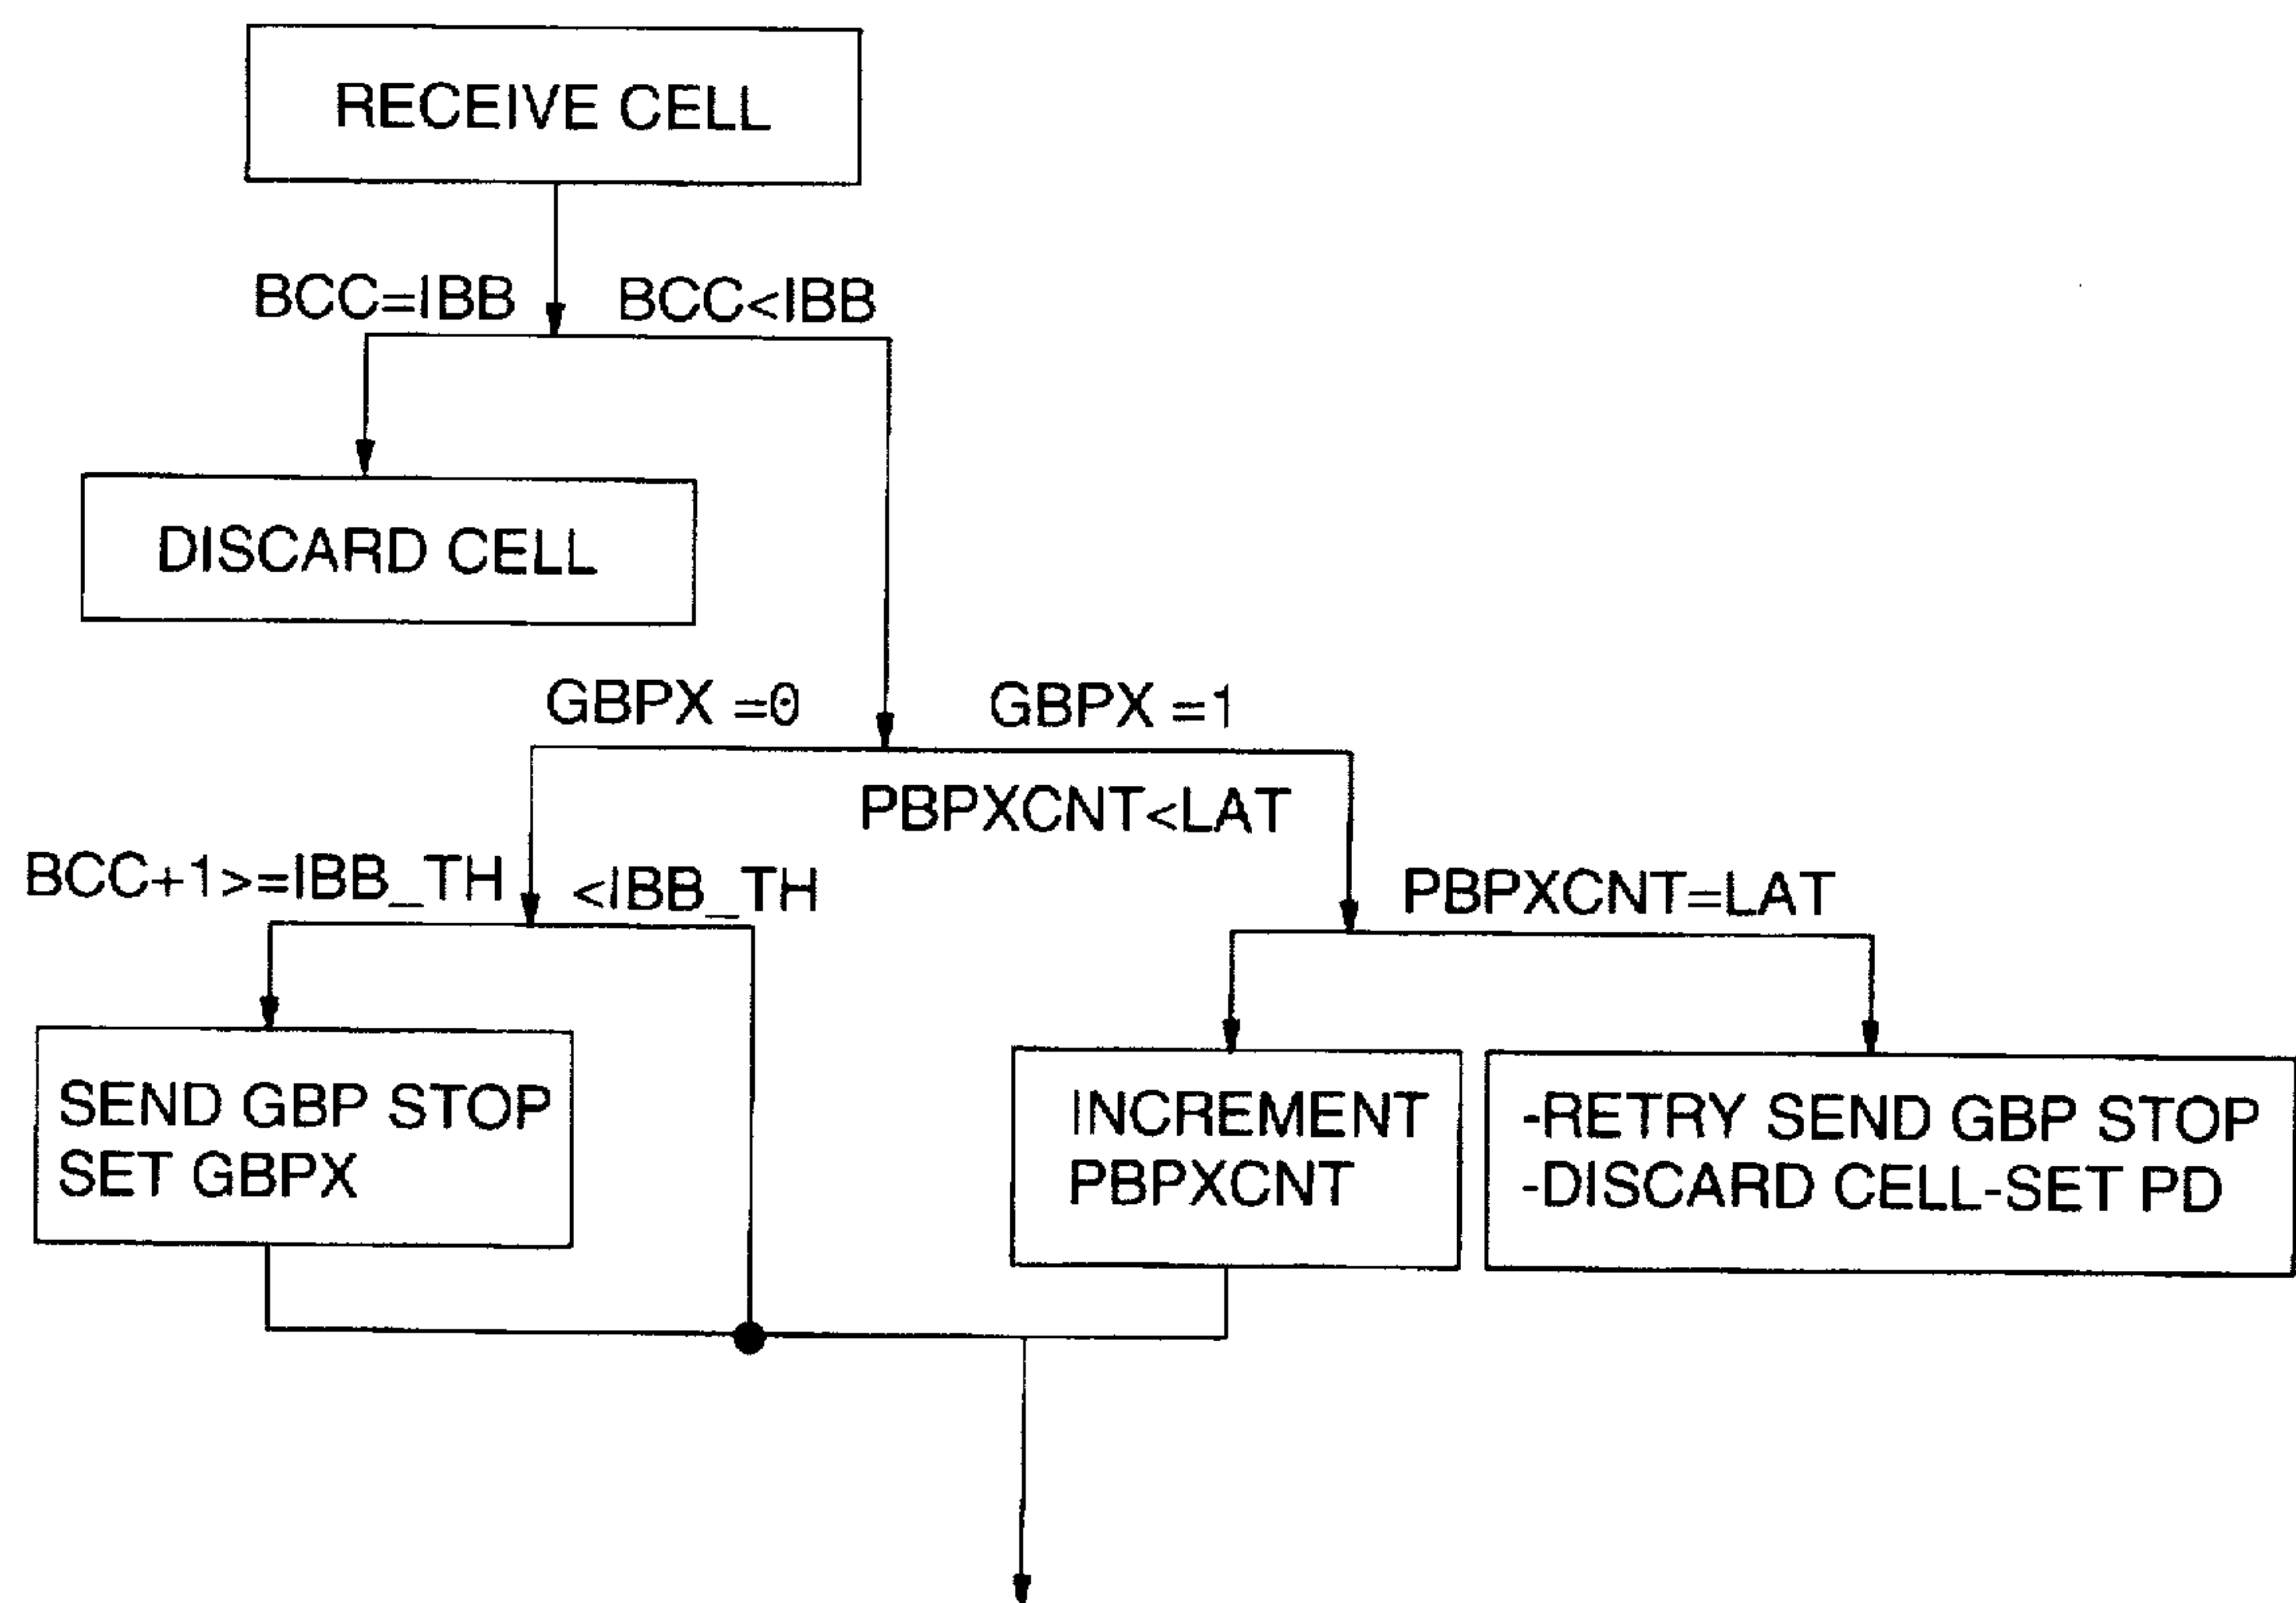 RECEIVE CELL
BCC=IBB
BCC<IBB
DISCARD CELL
GBPX =0
GBPX =1
PBPXCNT<LAT
BCC+1>=IBB_TH
<IBB_TH
PBPXCNT=LAT
SEND GBP STOP
SET GBPX
INCREMENT
PBPXCNT
-RETRY SEND GBP STOP
-DISCARD CELL-SET PD